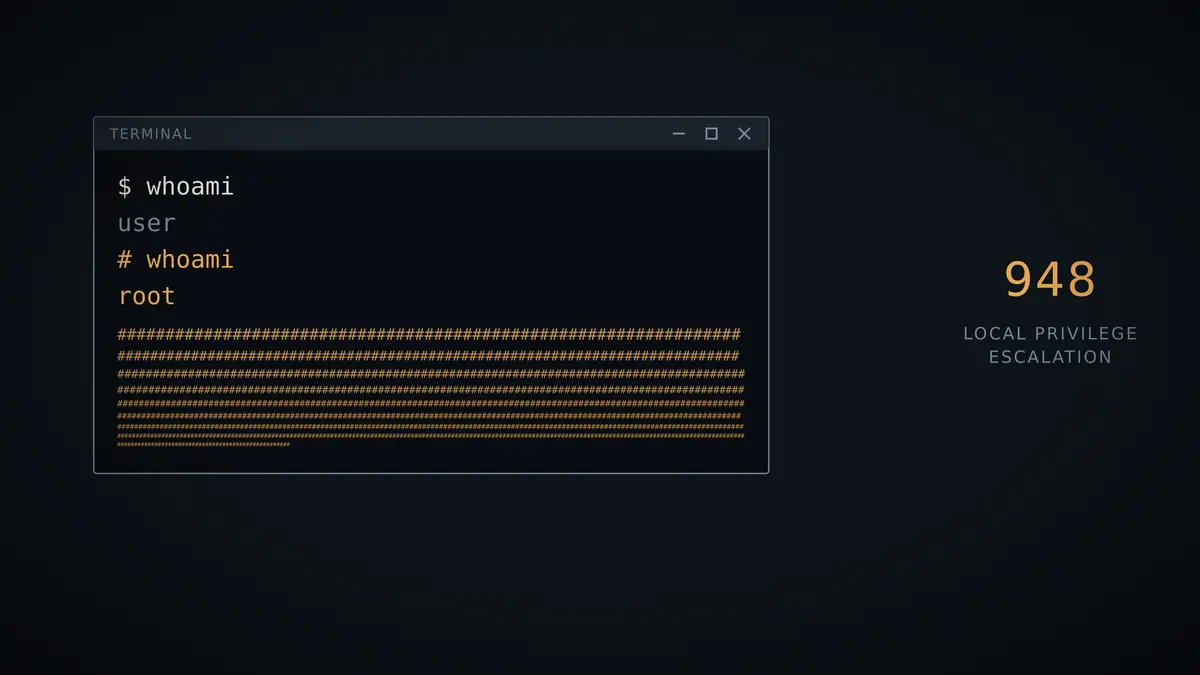 TERMINAL
$ whoami
user
# whoami
root
948
LOCAL PRIVILEGE
ESCALATION